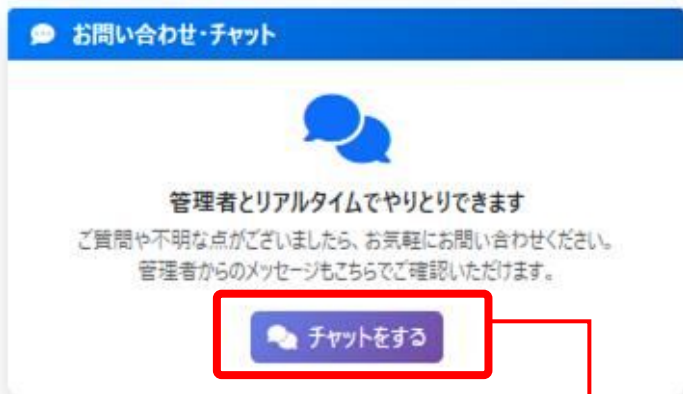 お問い合わせ・チャット
管理者とリアルタイムでやりとりできます
ご質問や不明な点がございましたら、お気軽にお問い合わせください。
管理者からのメッセージもこちらでご確認いただけます。
チャットをする